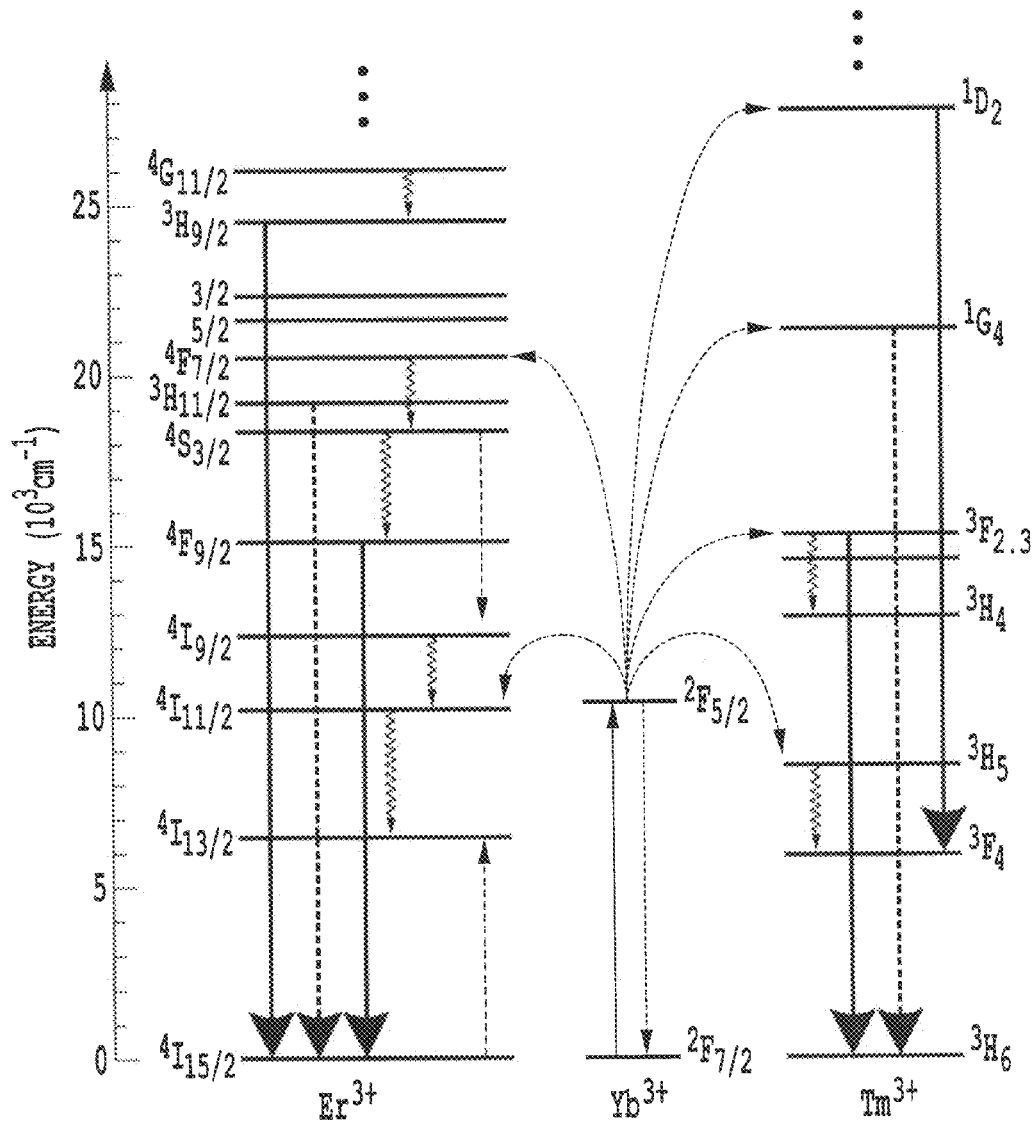 ENERGY (10³cm⁻¹)
25
20
15
10
5
0
⁴G₁₁/₂
³H₉/₂
3/2
5/2
⁴F₇/₂
³H₁₁/₂
⁴S₃/₂
⁴F₉/₂
⁴I₉/₂
⁴I₁₁/₂
⁴I₁₃/₂
⁴I₁₅/₂
Er³⁺
²F₅/₂
²F₇/₂
Yb³⁺
¹D₂
¹G₄
³F₂.₃
³H₄
³H₅
³F₄
³H₆
Tm³⁺